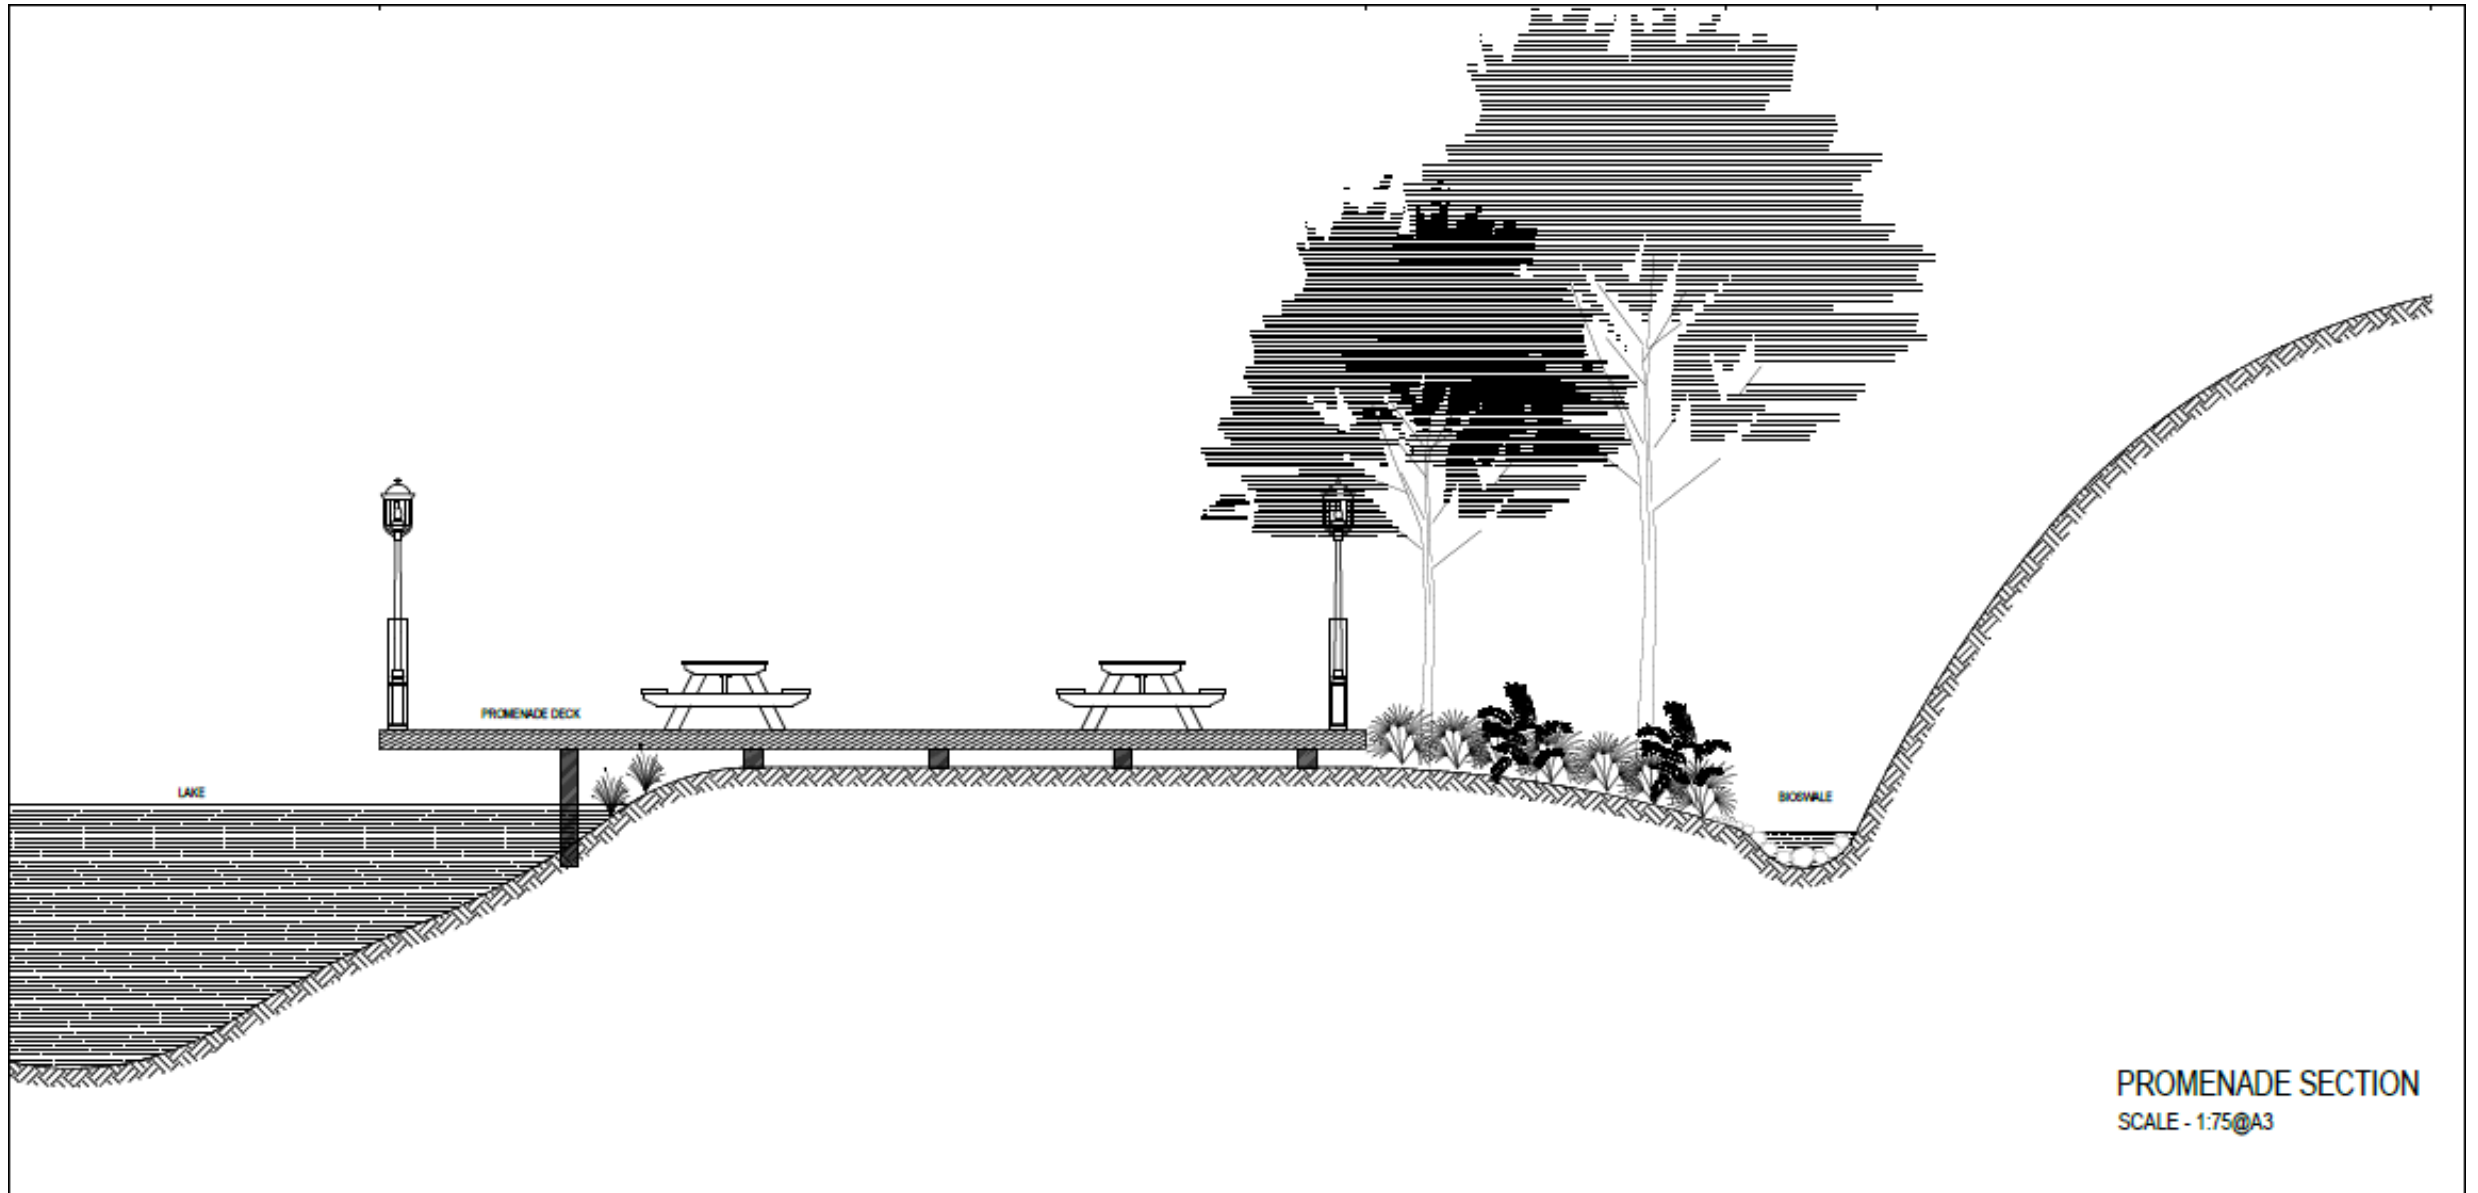 PROMENADE DECK
LAKE
BIOSWALE
PROMENADE SECTION
SCALE - 1:75@A3